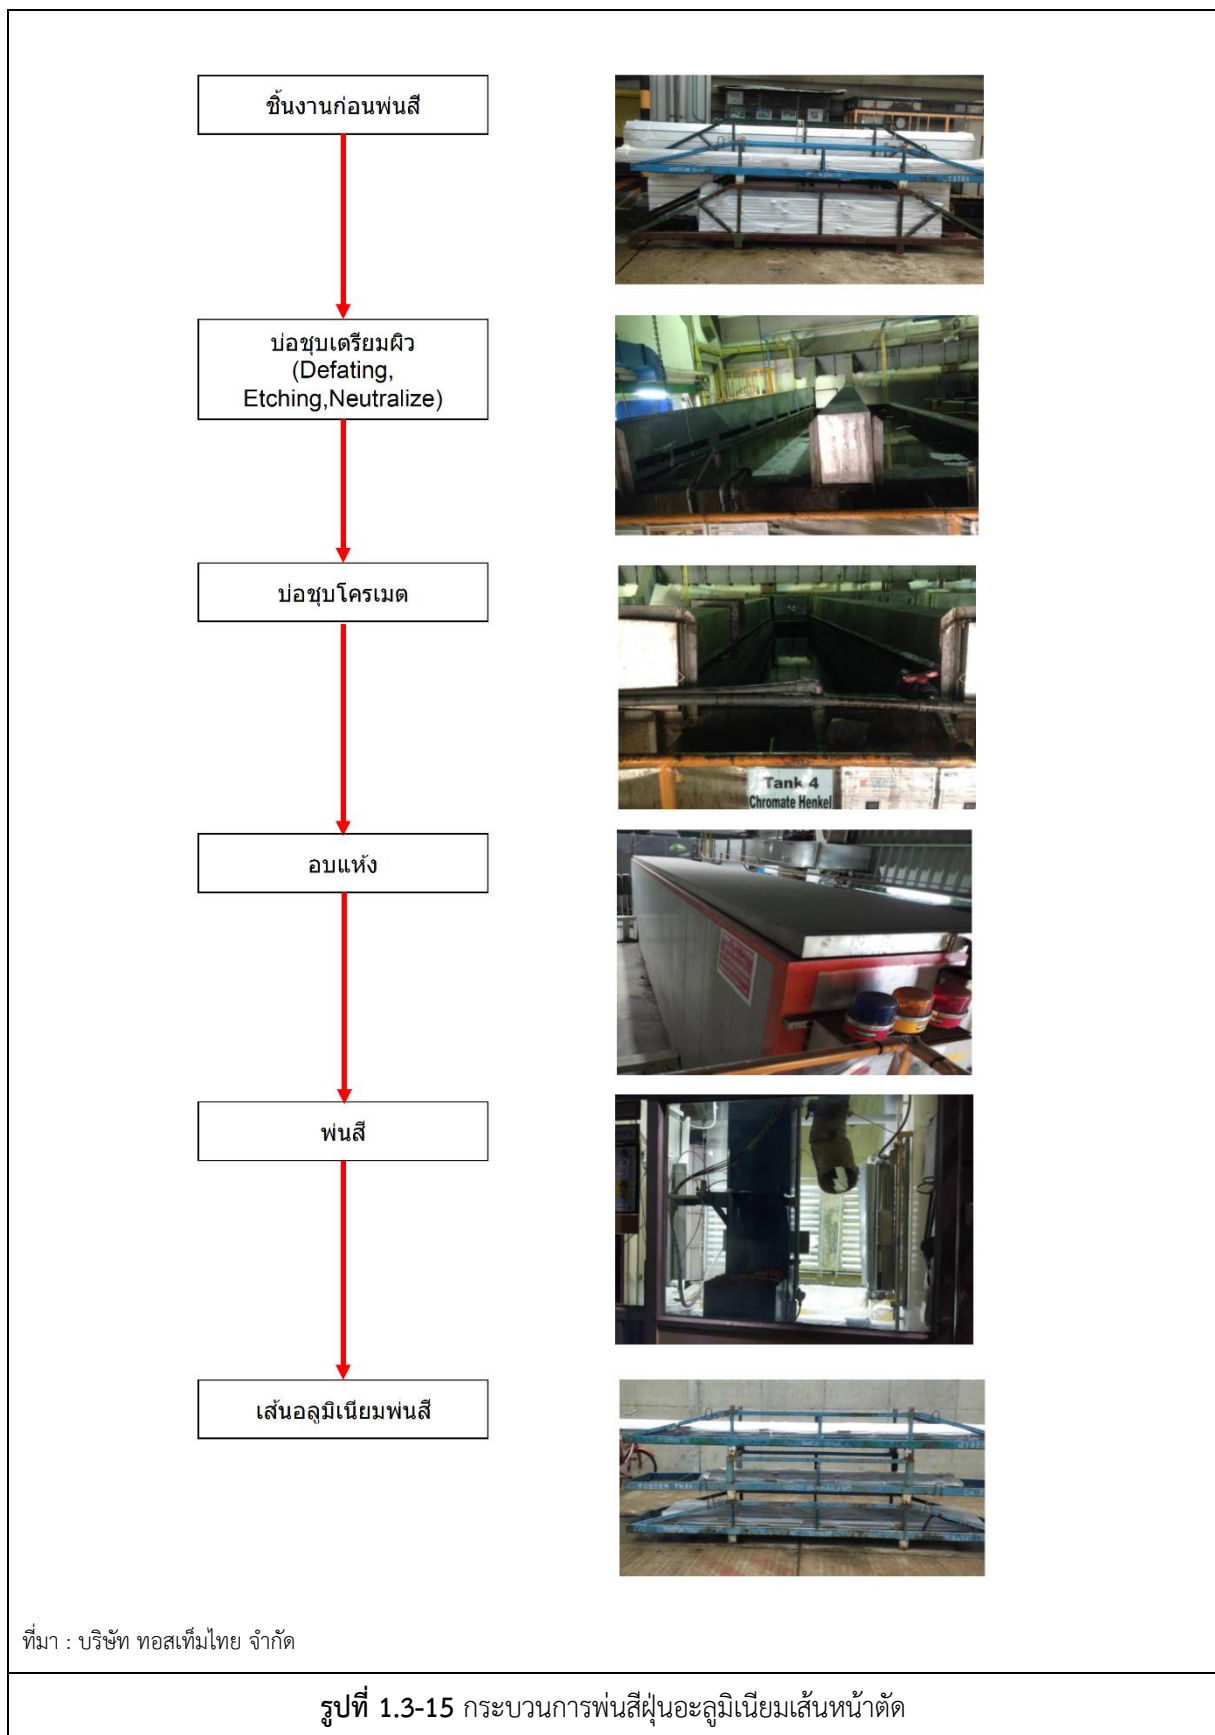 ชิ้นงานก่อนพ่นสี
บ่อชุบเตรียมผิว
(Defating,
Etching,Neutralize)
บ่อชุบโครเมต
Tank 4
Chromate Henkel
อบแห้ง
พ่นสี
เส้นอลูมิเนียมพ่นสี
ที่มา : บริษัท ทอสเท็มไทย จำกัด
รูปที่ 1.3-15 กระบวนการพ่นสีฝุ่นอะลูมิเนียมเส้นหน้าตัด